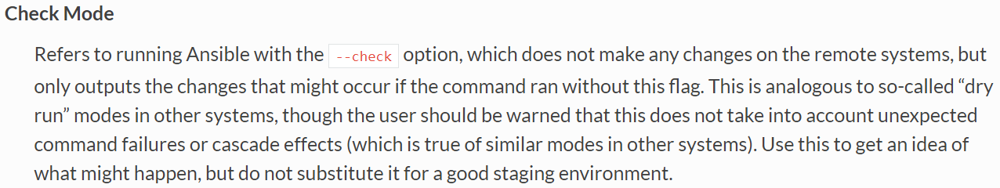 Check Mode
Refers to running Ansible with the --check option, which does not make any changes on the remote systems, but
only outputs the changes that might occur if the command ran without this flag. This is analogous to so-called “dry
run” modes in other systems, though the user should be warned that this does not take into account unexpected
command failures or cascade effects (which is true of similar modes in other systems). Use this to get an idea of
what might happen, but do not substitute it for a good staging environment.